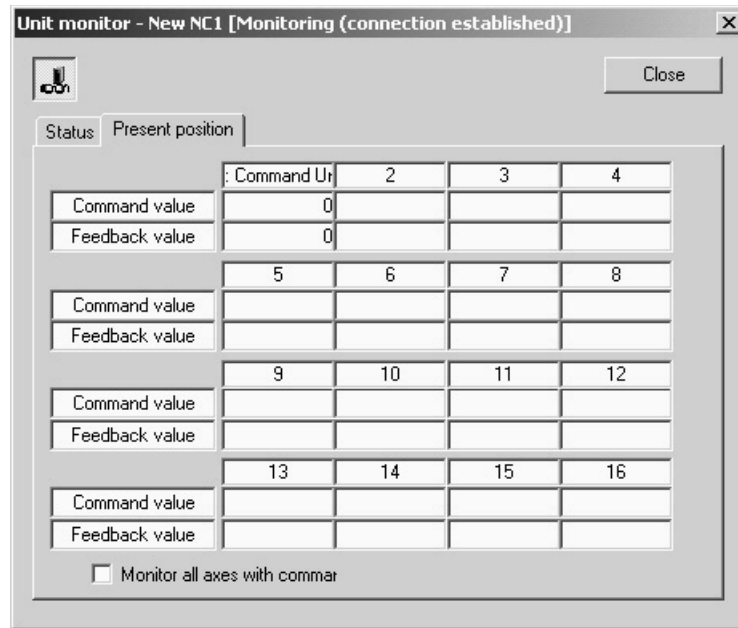 Unit monitor - New NC1 [Monitoring (connection established)]
Close
Status Present position
: Command Ur 2 3 4
Command value 0
Feedback value 0
5 6 7 8
Command value
Feedback value
9 10 11 12
Command value
Feedback value
13 14 15 16
Command value
Feedback value
Monitor all axes with commar